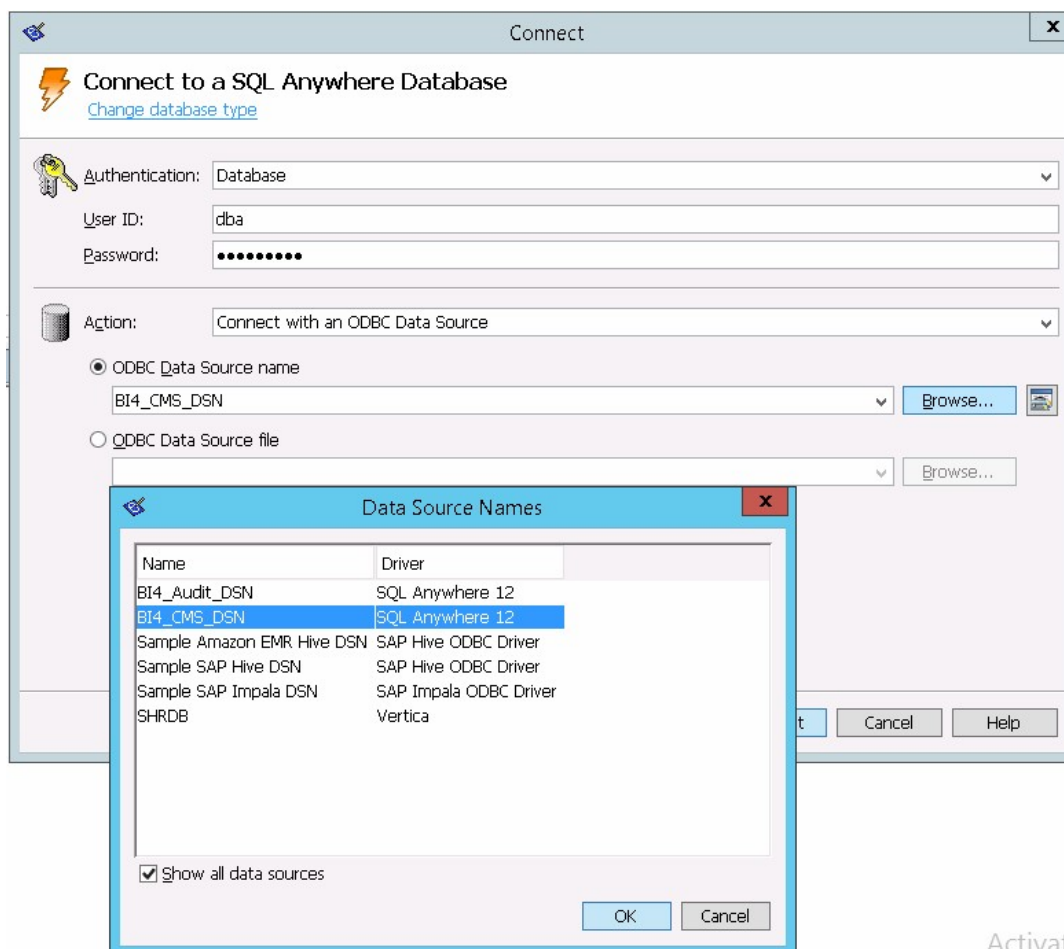 Connect
x
Connect to a SQL Anywhere Database
Change database type
Authentication: Database
User ID: dba
Password: •••••••••
Action: Connect with an ODBC Data Source
ODBC Data Source name
BI4_CMS_DSN Browse...
ODBC Data Source file
Browse...
Data Source Names
x
Name Driver
BI4_Audit_DSN SQL Anywhere 12
BI4_CMS_DSN SQL Anywhere 12
Sample Amazon EMR Hive DSN SAP Hive ODBC Driver
Sample SAP Hive DSN SAP Hive ODBC Driver
Sample SAP Impala DSN SAP Impala ODBC Driver
SHRDB Vertica
t Cancel Help
Show all data sources
OK Cancel
Activa